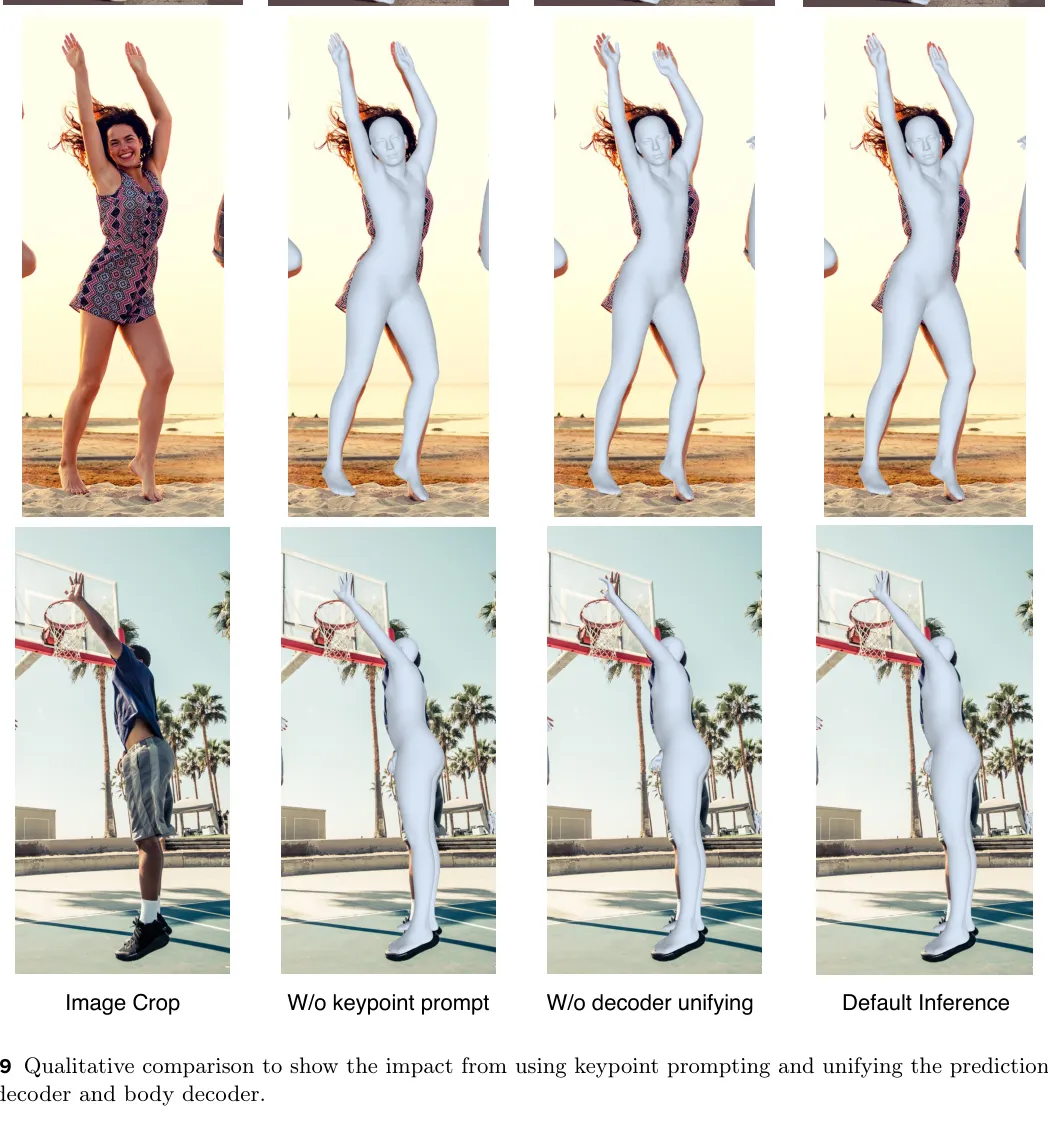 Image Crop
W/o keypoint prompt
W/o decoder unifying
Default Inference
9 Qualitative comparison to show the impact from using keypoint prompting and unifying the prediction
decoder and body decoder.